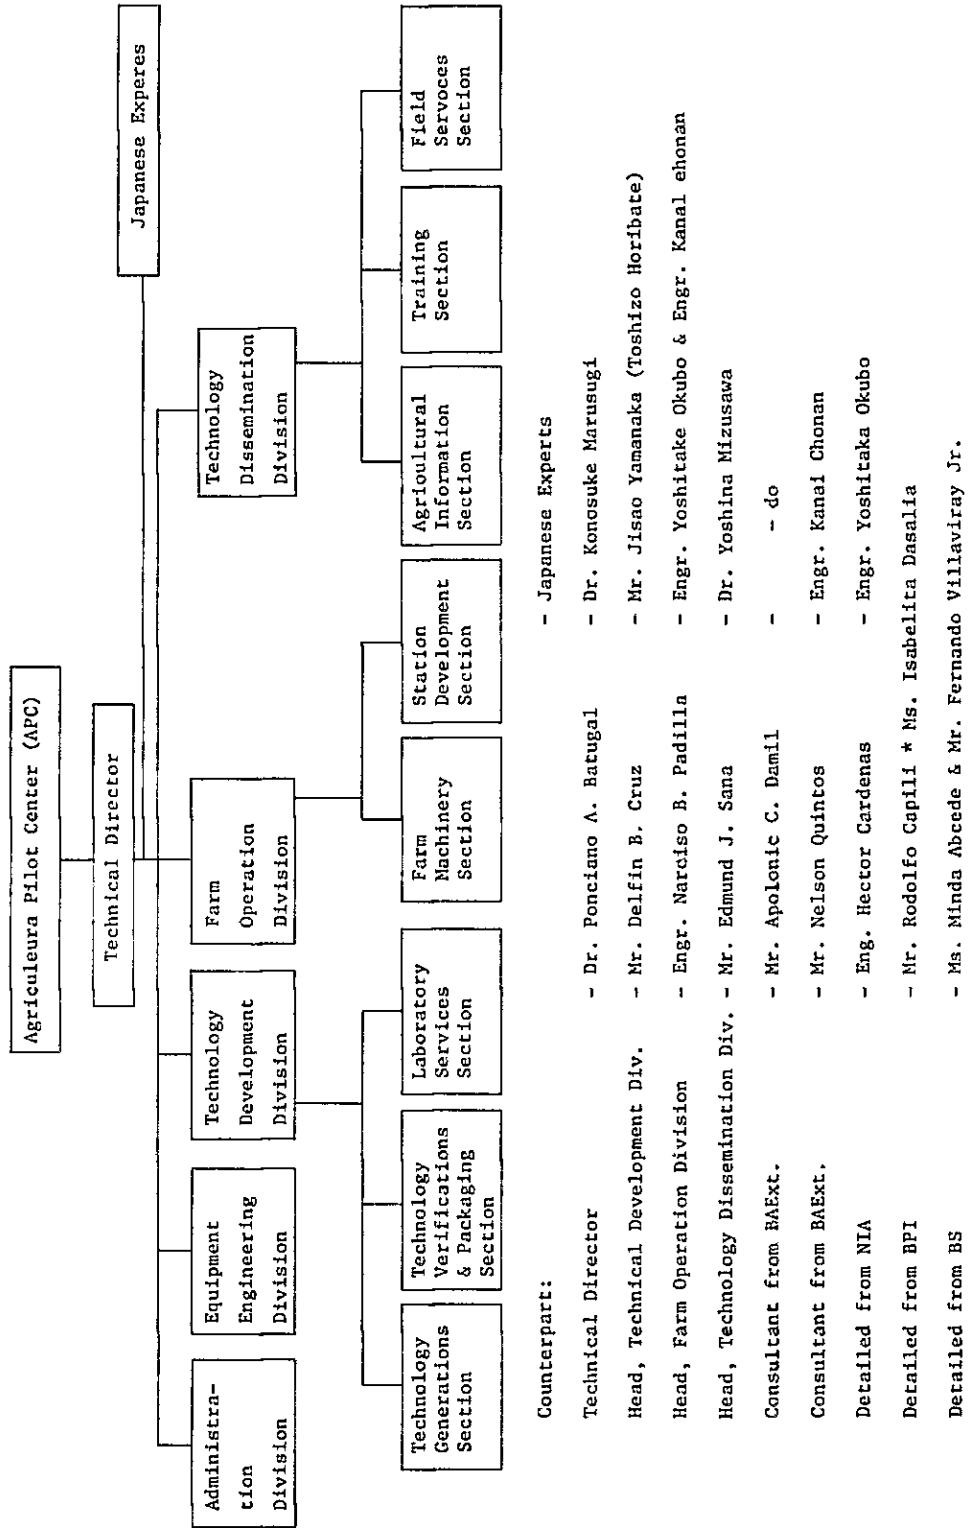 Agriculeura Pilot Center (APC)
Technical Director
Japanese Experes
Administra-
tion
Division
Equipment
Engineering
Division
Technology
Development
Division
Farm
Operation
Division
Technology
Dissemination
Division
Technology
Generations
Section
Technology
Verifications
& Packaging
Section
Laboratory
Services
Section
Farm
Machinery
Section
Station
Development
Section
Agricultural
Information
Section
Training
Section
Field
Servoces
Section
Counterpart: - Japanese Experts
Technical Director - Dr. Ponciano A. Batugal - Dr. Konosuke Marusugi
Head, Technical Development Div. - Mr. Delfin B. Cruz - Mr. Jisao Yamanaka (Toshizo Horibate)
Head, Farm Operation Division - Engr. Narciso B. Padilla - Engr. Yoshitake Okubo & Engr. Kanal ehonan
Head, Technology Dissemination Div. - Mr. Edmund J. Sana - Dr. Yoshina Mizusawa
Consultant from BAExt. - Mr. Apolonic C. Damil - - do
Consultant from BAExt. - Mr. Nelson Quintos - Engr. Kanai Chonan
Detailed from NIA - Eng. Hector Cardenas - Engr. Yoshitaka Okubo
Detailed from BPI - Mr. Rodolfo Capili * Ms. Isabelita Dasalia
Detailed from BS - Ms. Minda Abcede & Mr. Fernando Villaviray Jr.